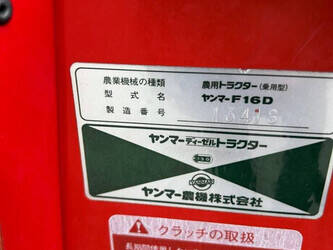 農業機械の種類 農用トラクター(乗用型)
型式名 ヤンマーF16D
製造番号
ヤンマーディーゼルトラクター
ヤンマー農機株式会社
クラッチの取扱